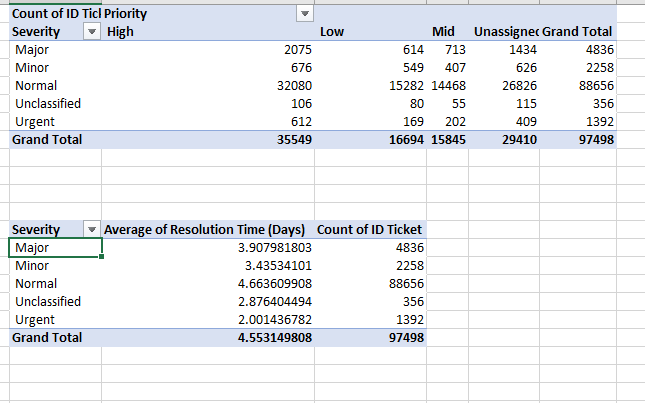 Count of ID Ticl Priority
Severity High Low Mid Unassigned Grand Total
Major 2075 614 713 1434 4836
Minor 676 549 407 626 2258
Normal 32080 15282 14468 26826 88656
Unclassified 106 80 55 115 356
Urgent 612 169 202 409 1392
Grand Total 35549 16694 15845 29410 97498
Severity Average of Resolution Time (Days) Count of ID Ticket
Major 3.907981803 4836
Minor 3.43534101 2258
Normal 4.663609908 88656
Unclassified 2.876404494 356
Urgent 2.001436782 1392
Grand Total 4.553149808 97498